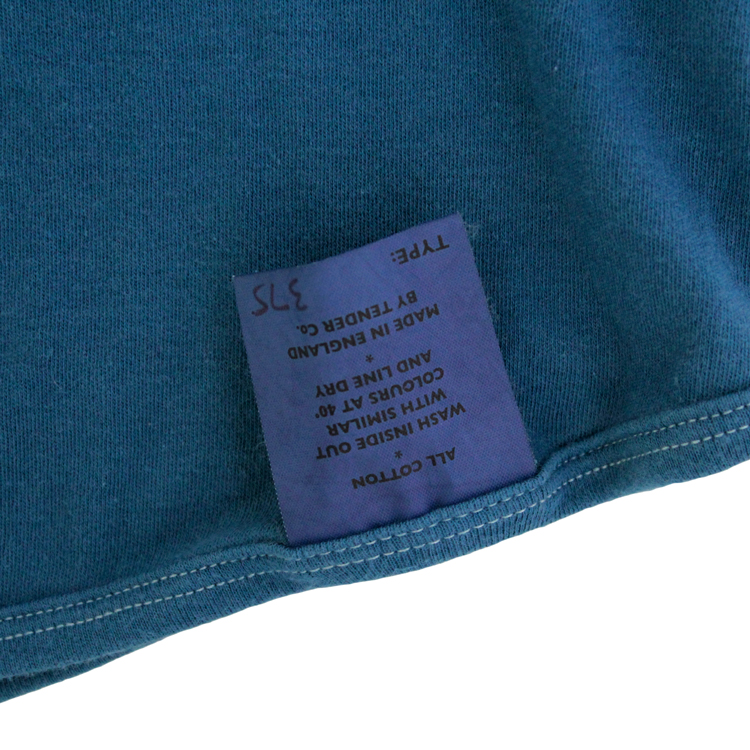 ALL COTTON
*
WASH INSIDE OUT
WITH SIMILAR
COLOURS AT 40°
AND LINE DRY
*
MADE IN ENGLAND
BY TENDER Co.
TYPE: 375